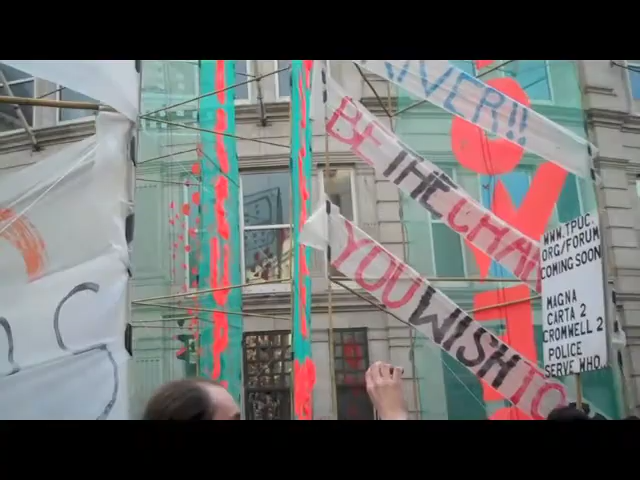 VER!!
BE THE CHA
YOU WISH TO
WWW.TPUC.
ORG/FORUM
COMING SOON
MAGNA
CARTA 2
CROMWELL 2
POLICE
SERVE WHO